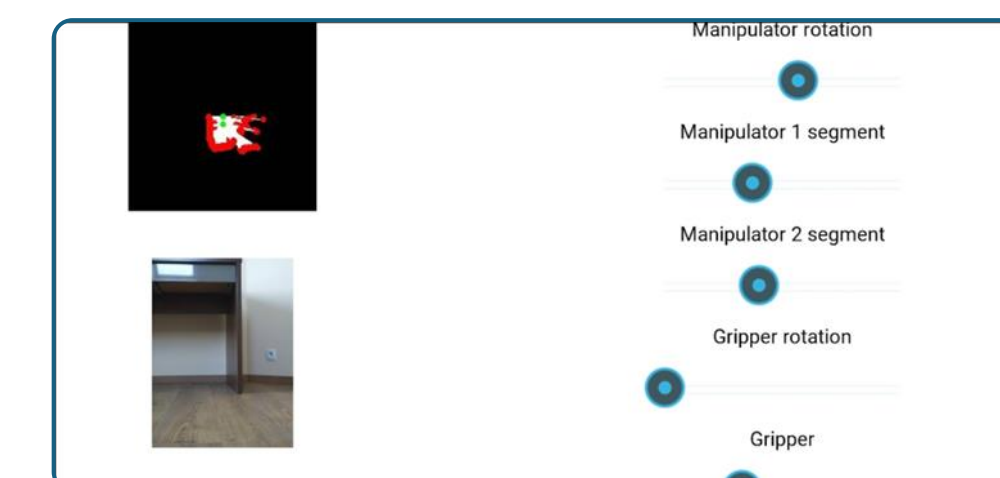 Manipulator rotation
Manipulator 1 segment
Manipulator 2 segment
Gripper rotation
Gripper